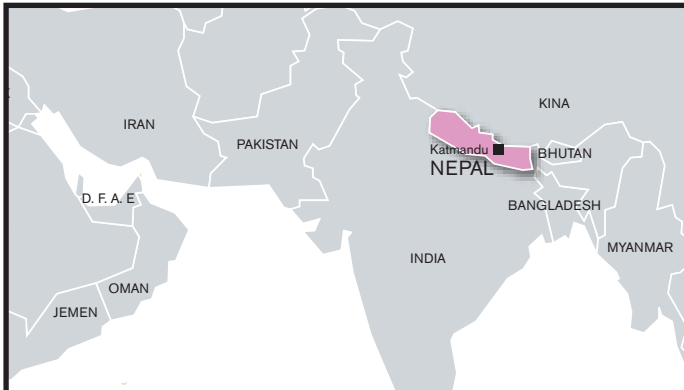 KINA
IRAN
PAKISTAN
Katmandu
BHUTAN
NEPAL
D. F. A. E
BANGLADESH
MYANMAR
INDIA
OMAN
JEMEN